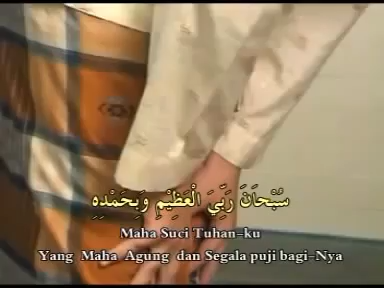 سُبْحَانَ رَبِّيَ الْعَظِيْمِ وَبِحَمْدِهِ
Maha Suci Tuhan-ku
Yang Maha Agung dan Segala puji bagi-Nya